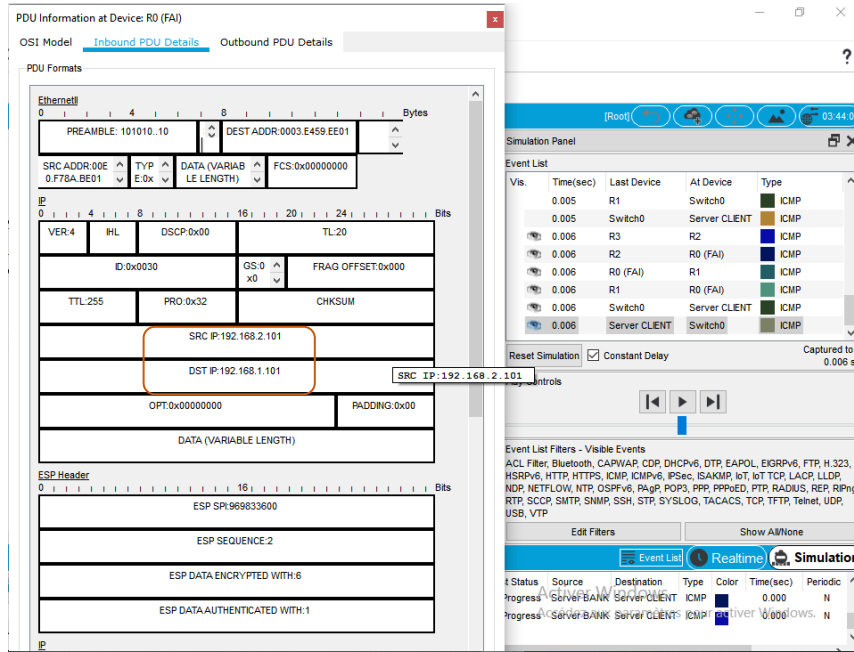 PDU Information at Device: R0 (FAI)
x
OSI Model Inbound PDU Details Outbound PDU Details
PDU Formats
EthernetII
0 4 8 Bytes
PREAMBLE: 101010..10 DEST ADDR:0003.E459.EE01
SRC ADDR:00E0.F78A.BE01 TYPE:0x DATA (VARIABLE LENGTH) FCS:0x00000000
IP
0 4 8 16 20 24 Bits
VER:4 IHL DSCP:0x00 TL:20
ID:0x0030 GS:0x0 FRAG OFFSET:0x000
TTL:255 PRO:0x32 CHKSUM
SRC IP:192.168.2.101
DST IP:192.168.1.101
SRC IP:192.168.2.101
OPT:0x00000000 PADDING:0x00
DATA (VARIABLE LENGTH)
ESP Header
0 16 Bits
ESP SPI:969833600
ESP SEQUENCE:2
ESP DATA ENCRYPTED WITH:6
ESP DATA AUTHENTICATED WITH:1
IP
?
[Root] 03:44:0
Simulation Panel
Event List
Vis. Time(sec) Last Device At Device Type
0.005 R1 Switch0 ICMP
0.005 Switch0 Server CLIENT ICMP
0.006 R3 R2 ICMP
0.006 R2 R0 (FAI) ICMP
0.006 R0 (FAI) R1 ICMP
0.006 R1 R0 (FAI) ICMP
0.006 Switch0 Server CLIENT ICMP
0.006 Server CLIENT Switch0 ICMP
Reset Simulation Constant Delay Captured to
0.006 s
Controls
Event List Filters - Visible Events
ACL Filter, Bluetooth, CAPWAP, CDP, DHCPv6, DTP, EAPOL, EIGRPv6, FTP, H.323,
HSRPv6, HTTP, HTTPS, ICMP, ICMPv6, IPSec, ISAKMP, IoT, IoT TCP, LACP, LLDP,
NDP, NETFLOW, NTP, OSPFv6, PAgP, POP3, PPP, PPPoED, PTP, RADIUS, REP, RIPng
RTP, SCCP, SMTP, SNMP, SSH, STP, SYSLOG, TACACS, TCP, TFTP, Telnet, UDP,
USB, VTP
Edit Filters Show All/None
Event List Realtime Simulation
t Status Source Destination Type Color Time(sec) Periodic
Progress Server BANK Server CLIENT ICMP 0.000 N
Progress Server BANK Server CLIENT ICMP 0.000 N
Activer Windows
Accédez aux paramètres pour activer Windows.